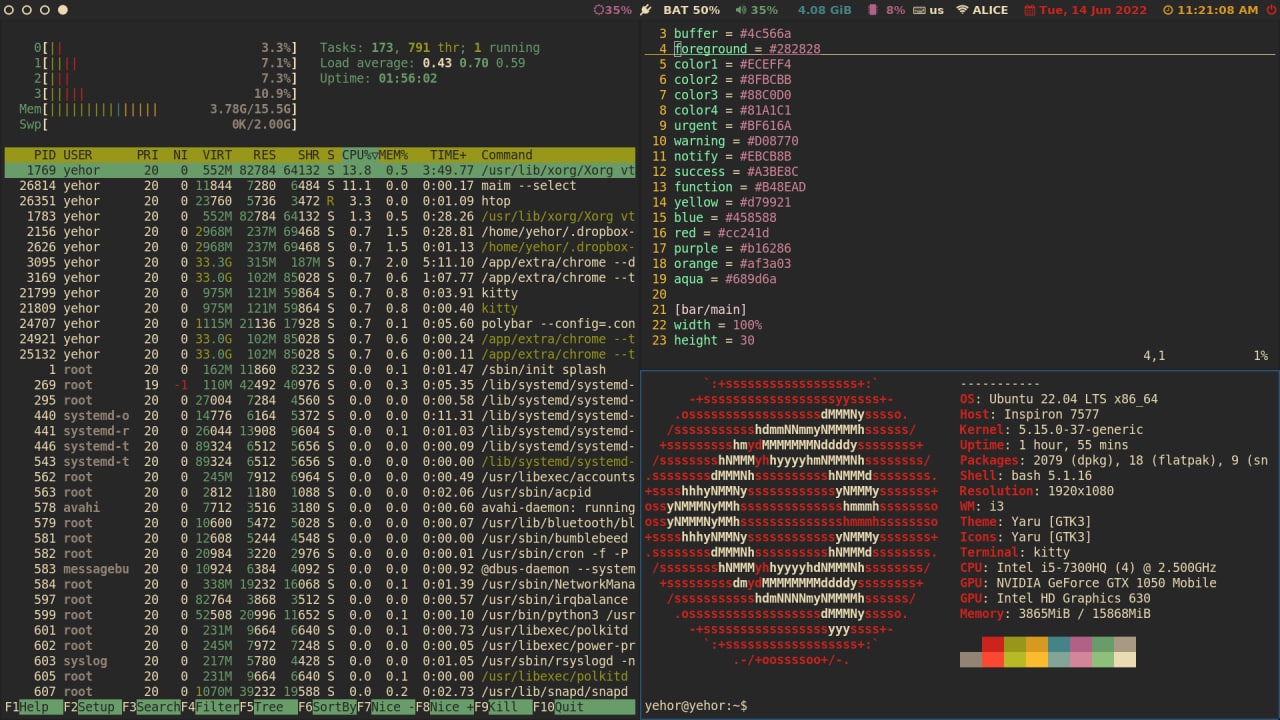 35% BAT 50% 35% 4.08 GiB 8% us ALICE Tue, 14 Jun 2022 11:21:08 AM
0[|| 3.3%]
1[|||| 7.1%]
2[||| 7.3%]
3[||||| 10.9%]
Mem[||||||||||||||| 3.78G/15.5G]
Swp[ 0K/2.00G]
Tasks: 173, 791 thr; 1 running
Load average: 0.43 0.70 0.59
Uptime: 01:56:02
PID USER PRI NI VIRT RES SHR S CPU%▽MEM% TIME+ Command
1769 yehor 20 0 552M 82784 64132 S 13.8 0.5 3:49.77 /usr/lib/xorg/Xorg vt
26814 yehor 20 0 11844 7280 6484 S 11.1 0.0 0:00.17 maim --select
26351 yehor 20 0 23760 5736 3472 R 3.3 0.0 0:01.09 htop
1783 yehor 20 0 552M 82784 64132 S 1.3 0.5 0:28.26 /usr/lib/xorg/Xorg vt
2156 yehor 20 0 2968M 237M 69468 S 0.7 1.5 0:28.81 /home/yehor/.dropbox-
2626 yehor 20 0 2968M 237M 69468 S 0.7 1.5 0:01.13 /home/yehor/.dropbox-
3095 yehor 20 0 33.3G 315M 187M S 0.7 2.0 5:11.10 /app/extra/chrome --d
3169 yehor 20 0 33.0G 102M 85028 S 0.7 0.6 1:07.77 /app/extra/chrome --t
21799 yehor 20 0 975M 121M 59864 S 0.7 0.8 0:03.91 kitty
21809 yehor 20 0 975M 121M 59864 S 0.7 0.8 0:00.40 kitty
24707 yehor 20 0 1115M 21136 17928 S 0.7 0.1 0:05.60 polybar --config=.con
24921 yehor 20 0 33.0G 102M 85028 S 0.7 0.6 0:00.24 /app/extra/chrome --t
25132 yehor 20 0 33.0G 102M 85028 S 0.7 0.6 0:00.11 /app/extra/chrome --t
1 root 20 0 162M 11860 8232 S 0.0 0.1 0:01.47 /sbin/init splash
269 root 19 -1 110M 42492 40976 S 0.0 0.3 0:05.35 /lib/systemd/systemd-
295 root 20 0 27004 7284 4560 S 0.0 0.0 0:00.58 /lib/systemd/systemd-
440 systemd-o 20 0 14776 6164 5372 S 0.0 0.0 0:11.31 /lib/systemd/systemd-
441 systemd-r 20 0 26044 13908 9604 S 0.0 0.1 0:01.03 /lib/systemd/systemd-
446 systemd-t 20 0 89324 6512 5656 S 0.0 0.0 0:00.09 /lib/systemd/systemd-
543 systemd-t 20 0 89324 6512 5656 S 0.0 0.0 0:00.00 /lib/systemd/systemd-
562 root 20 0 245M 7912 6964 S 0.0 0.0 0:00.49 /usr/libexec/accounts
563 root 20 0 2812 1180 1088 S 0.0 0.0 0:02.06 /usr/sbin/acpid
578 avahi 20 0 7712 3516 3180 S 0.0 0.0 0:00.60 avahi-daemon: running
579 root 20 0 10600 5472 5028 S 0.0 0.0 0:00.07 /usr/lib/bluetooth/bl
581 root 20 0 12608 5244 4548 S 0.0 0.0 0:00.00 /usr/sbin/bumblebeed
582 root 20 0 20984 3220 2976 S 0.0 0.0 0:00.01 /usr/sbin/cron -f -P
583 messagebu 20 0 10924 6384 4092 S 0.0 0.0 0:00.92 @dbus-daemon --system
584 root 20 0 338M 19232 16068 S 0.0 0.1 0:01.39 /usr/sbin/NetworkMana
597 root 20 0 82764 3868 3512 S 0.0 0.0 0:00.57 /usr/sbin/irqbalance
599 root 20 0 52508 20996 11652 S 0.0 0.1 0:00.10 /usr/bin/python3 /usr
601 root 20 0 231M 9664 6640 S 0.0 0.1 0:00.73 /usr/libexec/polkitd
602 root 20 0 245M 7972 7248 S 0.0 0.0 0:00.05 /usr/libexec/power-pr
603 syslog 20 0 217M 5780 4428 S 0.0 0.0 0:01.05 /usr/sbin/rsyslogd -n
605 root 20 0 231M 9664 6640 S 0.0 0.1 0:00.00 /usr/libexec/polkitd
607 root 20 0 1070M 39232 19588 S 0.0 0.2 0:02.73 /usr/lib/snapd/snapd
F1Help F2Setup F3SearchF4FilterF5Tree F6SortByF7Nice -F8Nice +F9Kill F10Quit
3 buffer = #4c566a
4 foreground = #282828
5 color1 = #ECEFF4
6 color2 = #8FBCBB
7 color3 = #88C0D0
8 color4 = #81A1C1
9 urgent = #BF616A
10 warning = #D08770
11 notify = #EBCB8B
12 success = #A3BE8C
13 function = #B48EAD
14 yellow = #d79921
15 blue = #458588
16 red = #cc241d
17 purple = #b16286
18 orange = #af3a03
19 aqua = #689d6a
20
21 [bar/main]
22 width = 100%
23 height = 30
4,1 1%
`:+ssssssssssssssssss+:`
-+ssssssssssssssssssyyssss+-
.ossssssssssssssssssdMMMNysssso.
/ssssssssssshdmmNNmmyNMMMMhssssss/
+ssssssssshmydMMMMMMMNddddyssssssss+
/sssssssshNMMMyhhyyyyhmNMMMNhssssssss/
.ssssssssdMMMNhsssssssssshNMMMdssssssss.
+sssshhhyNMMNyssssssssssssyNMMMysssssss+
ossyNMMMNyMMhsssssssssssssshmmmhssssssso
ossyNMMMNyMMhsssssssssssssshmmmhssssssso
+sssshhhyNMMNyssssssssssssyNMMMysssssss+
.ssssssssdMMMNhsssssssssshNMMMdssssssss.
/sssssssshNMMMyhhyyyyhdNMMMNhssssssss/
+sssssssssdmydMMMMMMMMddddyssssssss+
/ssssssssssshdmNNNNmyNMMMMhssssss/
.ossssssssssssssssssdMMMNysssso.
-+sssssssssssssssssyyyssss+-
`:+ssssssssssssssssss+:`
.-/+oossssoo+/-.
-----------
OS: Ubuntu 22.04 LTS x86_64
Host: Inspiron 7577
Kernel: 5.15.0-37-generic
Uptime: 1 hour, 55 mins
Packages: 2079 (dpkg), 18 (flatpak), 9 (sn
Shell: bash 5.1.16
Resolution: 1920x1080
WM: i3
Theme: Yaru [GTK3]
Icons: Yaru [GTK3]
Terminal: kitty
CPU: Intel i5-7300HQ (4) @ 2.500GHz
GPU: NVIDIA GeForce GTX 1050 Mobile
GPU: Intel HD Graphics 630
Memory: 3865MiB / 15868MiB
yehor@yehor:~$